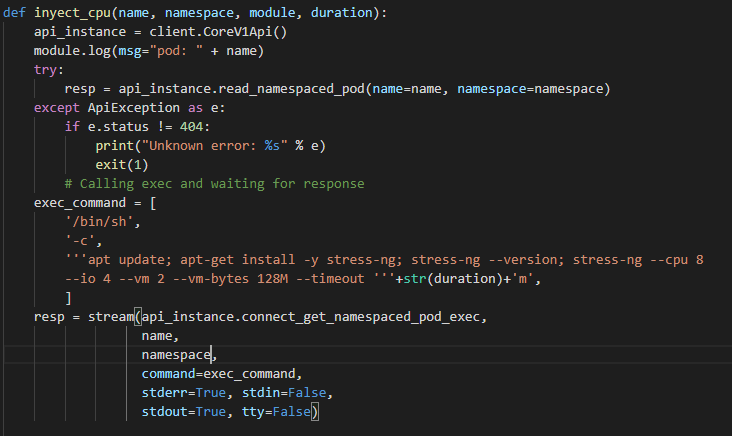 def inyect_cpu(name, namespace, module, duration):
    api_instance = client.CoreV1Api()
    module.log(msg="pod: " + name)
    try:
        resp = api_instance.read_namespaced_pod(name=name, namespace=namespace)
    except ApiException as e:
        if e.status != 404:
            print("Unknown error: %s" % e)
            exit(1)
        # Calling exec and waiting for response
    exec_command = [
        '/bin/sh',
        '-c',
        '''apt update; apt-get install -y stress-ng; stress-ng --version; stress-ng --cpu 8
        --io 4 --vm 2 --vm-bytes 128M --timeout '''+str(duration)+'m',
        ]
    resp = stream(api_instance.connect_get_namespaced_pod_exec,
                  name,
                  namespace,
                  command=exec_command,
                  stderr=True, stdin=False,
                  stdout=True, tty=False)